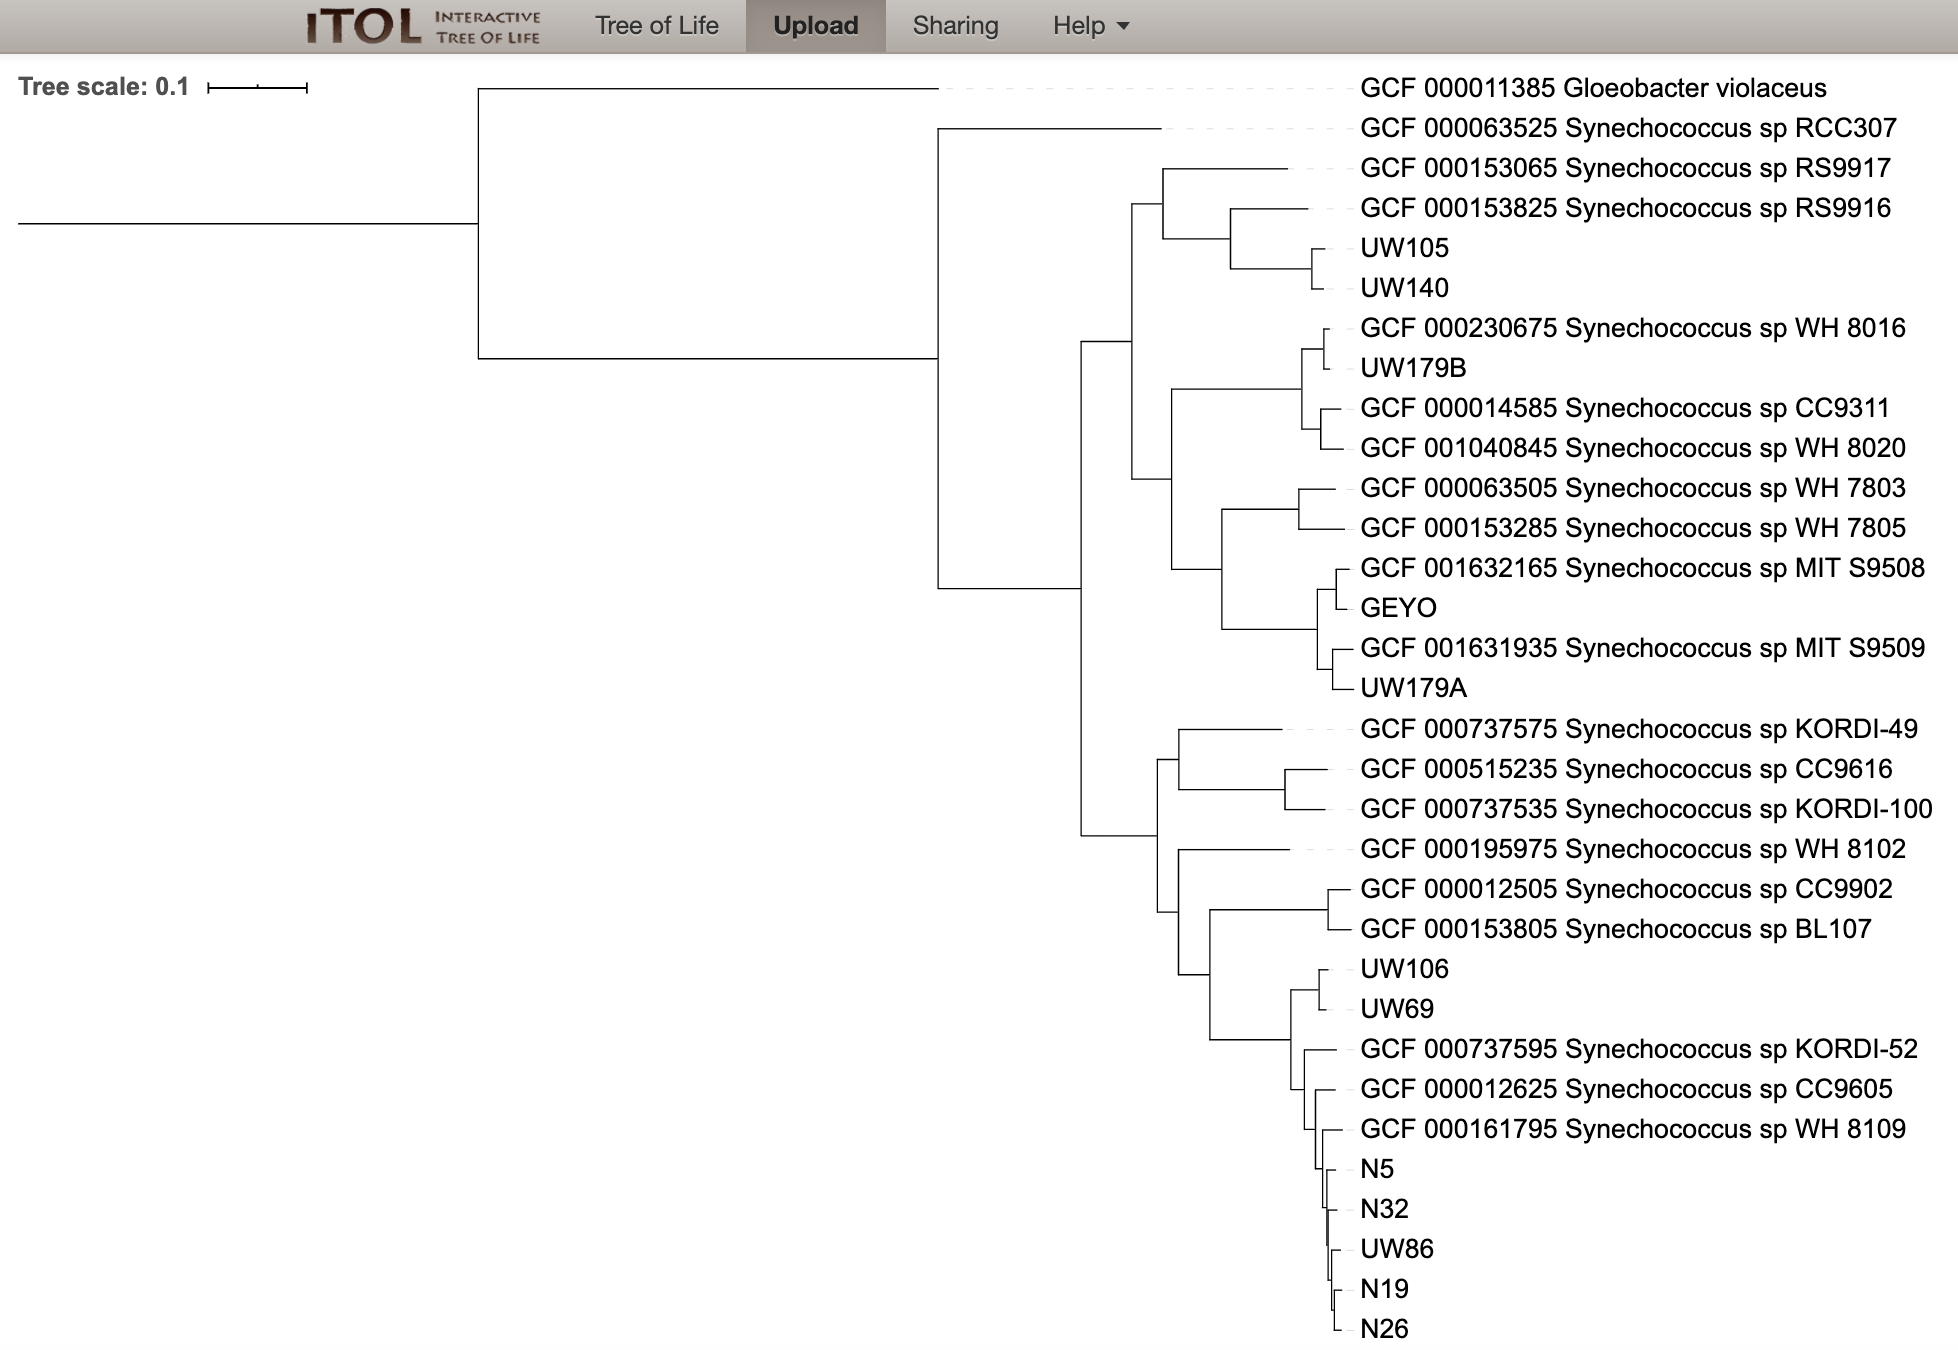 iTOL INTERACTIVE TREE OF LIFE Tree of Life Upload Sharing Help
Tree scale: 0.1
GCF 000011385 Gloeobacter violaceus
GCF 000063525 Synechococcus sp RCC307
GCF 000153065 Synechococcus sp RS9917
GCF 000153825 Synechococcus sp RS9916
UW105
UW140
GCF 000230675 Synechococcus sp WH 8016
UW179B
GCF 000014585 Synechococcus sp CC9311
GCF 001040845 Synechococcus sp WH 8020
GCF 000063505 Synechococcus sp WH 7803
GCF 000153285 Synechococcus sp WH 7805
GCF 001632165 Synechococcus sp MIT S9508
GEYO
GCF 001631935 Synechococcus sp MIT S9509
UW179A
GCF 000737575 Synechococcus sp KORDI-49
GCF 000515235 Synechococcus sp CC9616
GCF 000737535 Synechococcus sp KORDI-100
GCF 000195975 Synechococcus sp WH 8102
GCF 000012505 Synechococcus sp CC9902
GCF 000153805 Synechococcus sp BL107
UW106
UW69
GCF 000737595 Synechococcus sp KORDI-52
GCF 000012625 Synechococcus sp CC9605
GCF 000161795 Synechococcus sp WH 8109
N5
N32
UW86
N19
N26